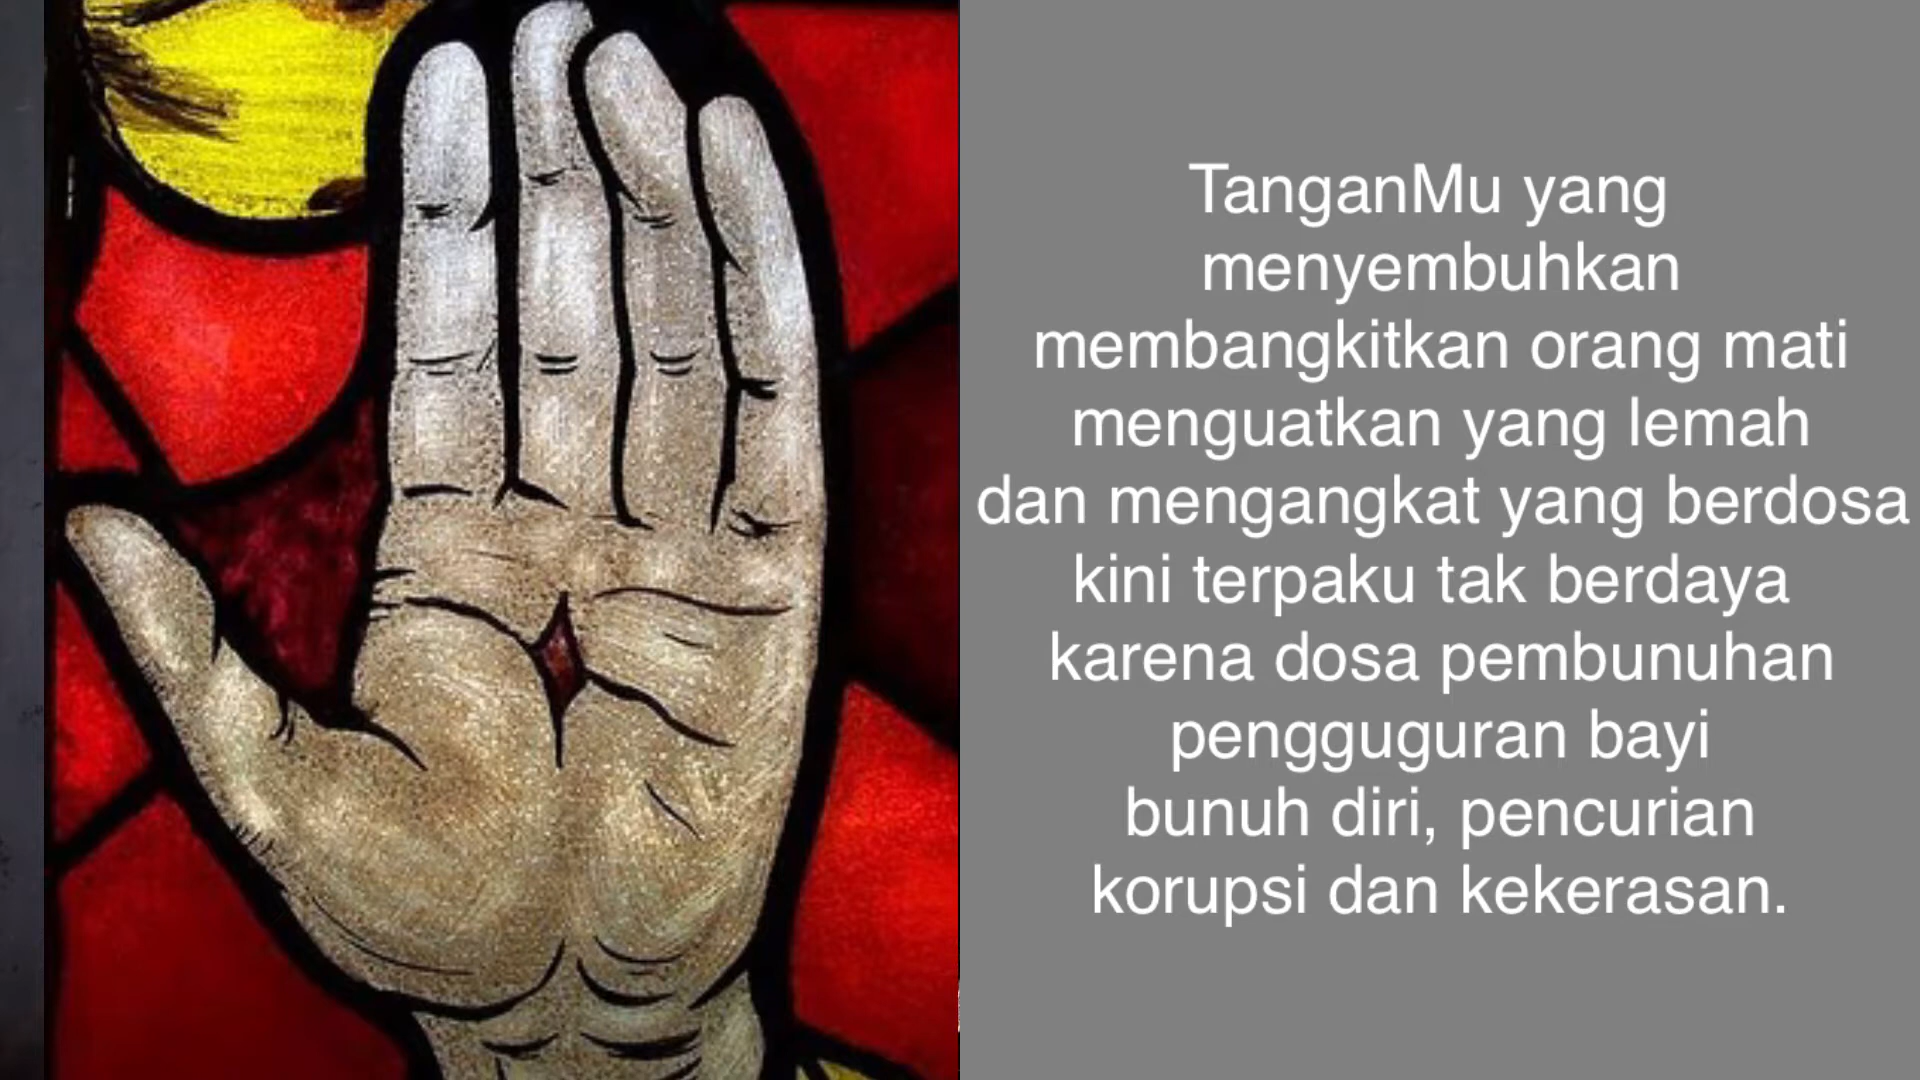 TanganMu yang
menyembuhkan
membangkitkan orang mati
menguatkan yang lemah
dan mengangkat yang berdosa
kini terpaku tak berdaya
karena dosa pembunuhan
pengguguran bayi
bunuh diri, pencurian
korupsi dan kekerasan.